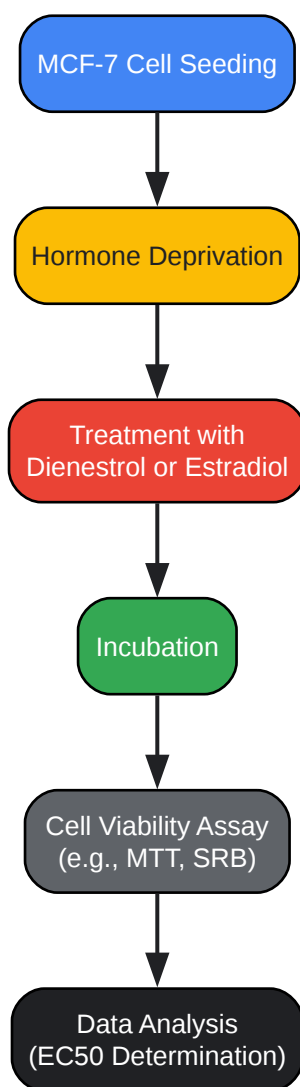 MCF-7 Cell Seeding
Hormone Deprivation
Treatment with
Dienestrol or Estradiol
Incubation
Cell Viability Assay
(e.g., MTT, SRB)
Data Analysis
(EC50 Determination)